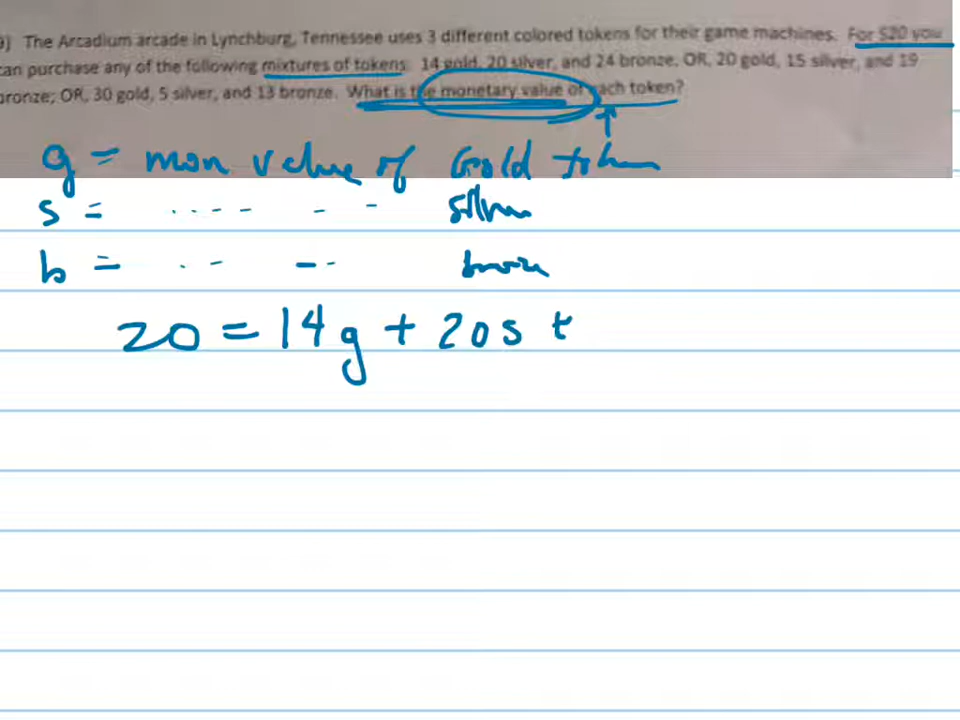 9) The Arcadium arcade in Lynchburg, Tennessee uses 3 different colored tokens for their game machines. For $20 you
can purchase any of the following mixtures of tokens. 14 gold, 20 silver, and 24 bronze, OR, 20 gold, 15 silver, and 19
bronze; OR, 30 gold, 5 silver, and 13 bronze. What is the monetary value of each token?
g = mon value of Gold token
s = silver
b = bronze
20 = 14g + 20s +